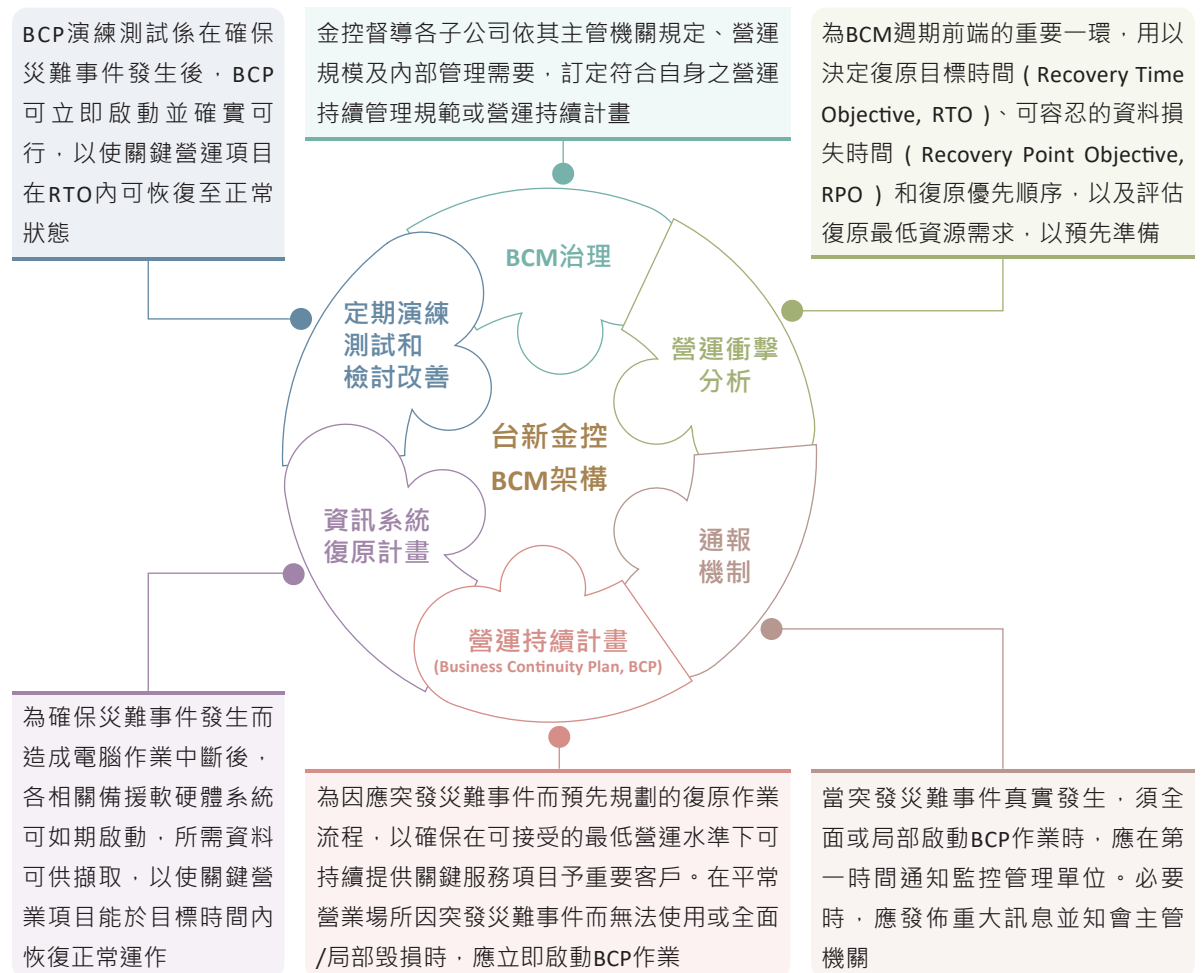 BCP演練測試係在確保
災難事件發生後，BCP
可立即啟動並確實可
行，以使關鍵營運項目
在RTO內可恢復至正常
狀態
金控督導各子公司依其主管機關規定、營運
規模及內部管理需要，訂定符合自身之營運
持續管理規範或營運持續計畫
為BCM週期前端的重要一環，用以
決定復原目標時間 ( Recovery Time
Objective, RTO )、可容忍的資料損
失時間 ( Recovery Point Objective,
RPO ) 和復原優先順序，以及評估
復原最低資源需求，以預先準備
BCM治理
定期演練
測試和
檢討改善
營運衝擊
分析
台新金控
BCM架構
資訊系統
復原計畫
通報
機制
營運持續計畫
(Business Continuity Plan, BCP)
為確保災難事件發生而
造成電腦作業中斷後，
各相關備援軟硬體系統
可如期啟動，所需資料
可供擷取，以使關鍵營
業項目能於目標時間內
恢復正常運作
為因應突發災難事件而預先規劃的復原作業
流程，以確保在可接受的最低營運水準下可
持續提供關鍵服務項目予重要客戶。在平常
營業場所因突發災難事件而無法使用或全面
/局部毀損時，應立即啟動BCP作業
當突發災難事件真實發生，須全
面或局部啟動BCP作業時，應在第
一時間通知監控管理單位。必要
時，應發佈重大訊息並知會主管
機關